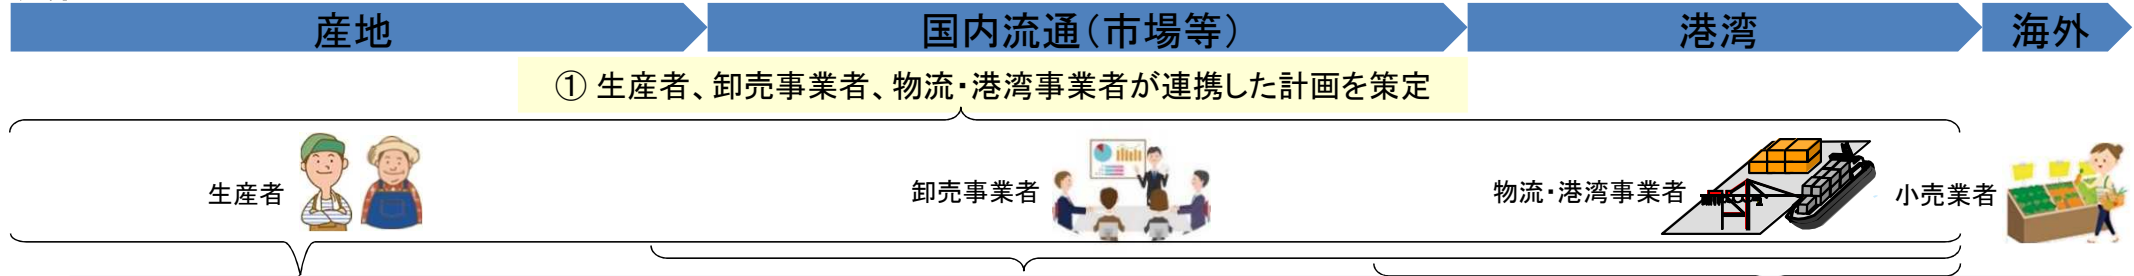 産地
国内流通(市場等)
港湾
海外
① 生産者、卸売事業者、物流・港湾事業者が連携した計画を策定
生産者
卸売事業者
物流・港湾事業者
小売業者